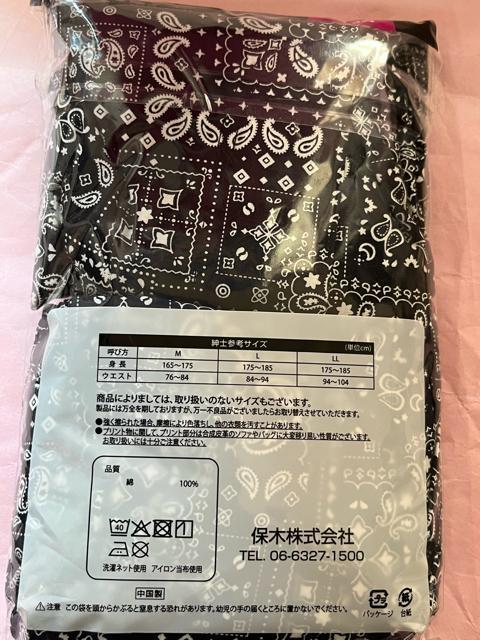 紳士参考サイズ
(単位cm)
呼び方 M L LL
身長 165~175 175~185 175~185
ウエスト 76~84 84~94 94~104
商品によりましては、取り扱いのないサイズもございます。
製品には万全を期しておりますが、万一不良品がございましたらお取り替えさせていただきます。
●強く擦られた場合、摩擦により色落ちし、他の衣類を汚すことがあります。
●プリント物に関して、プリント部分は合成皮革のソファやバッグに大変移り易い性質がございます。
お取り扱いには十分ご注意ください。
品質
綿 100%
40
洗濯ネット使用 アイロン当布使用
保木株式会社
TEL. 06-6327-1500
中国製
プラ
パッケージ
紙
台紙
⚠注意 この袋を頭からかぶると窒息する恐れがあります。幼児の手の届くところに置かないでください。